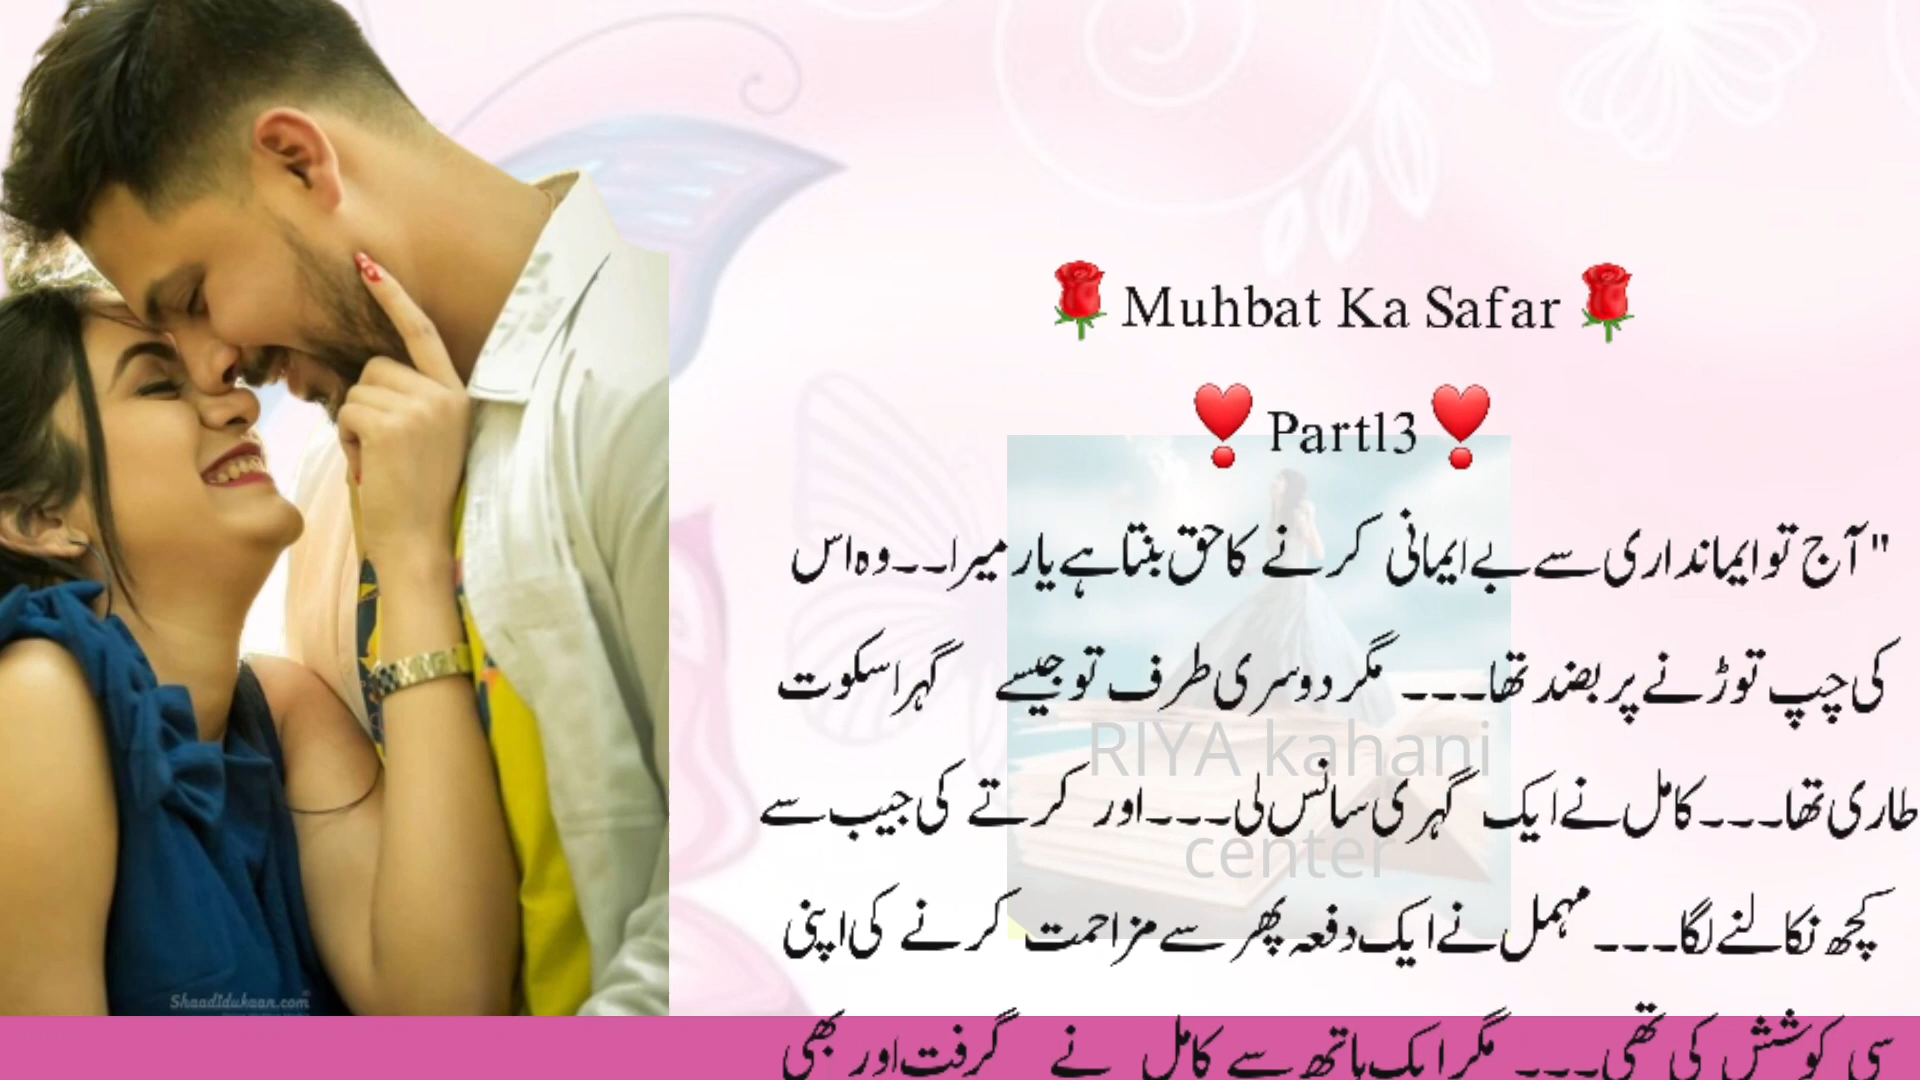 🌹Muhbat Ka Safar🌹
❣️Part13❣️
" آج تو ایمانداری سے بے ایمانی کرنے کا حق بنتا ہے یار میرا۔۔وہ اس
کی چپ توڑنے پر بضد تھا۔۔۔ مگر دوسری طرف تو جیسے گہرا سکوت
طاری تھا۔۔۔کامل نے ایک گہری سانس لی۔۔۔اور کرتے کی جیب سے
کچھ نکالنے لگا۔۔۔ مہمل نے ایک دفعہ پھر سے مزاحمت کرنے کی اپنی
سی کوشش کی تھی۔۔۔ مگر ایک ہاتھ سے کامل نے گرفت اور بھی
RIYA kahani
center
Shaadidukaan.com